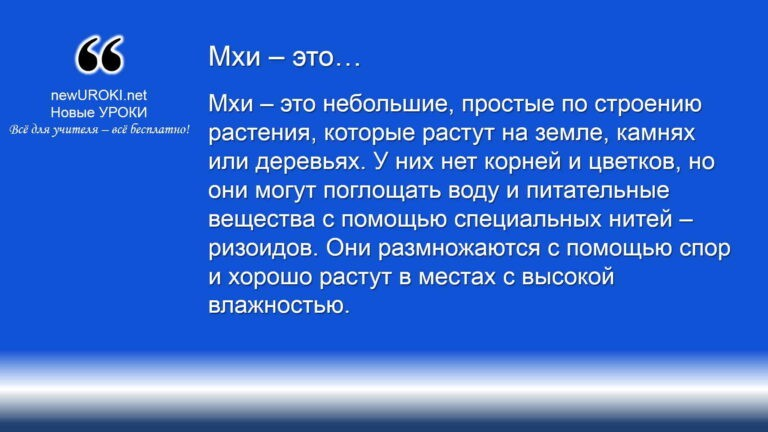 “
newUROKI.net
Новые УРОКИ
Всё для учителя – всё бесплатно!
Мхи – это…
Мхи – это небольшие, простые по строению
растения, которые растут на земле, камнях
или деревьях. У них нет корней и цветков, но
они могут поглощать воду и питательные
вещества с помощью специальных нитей –
ризоидов. Они размножаются с помощью спор
и хорошо растут в местах с высокой
влажностью.